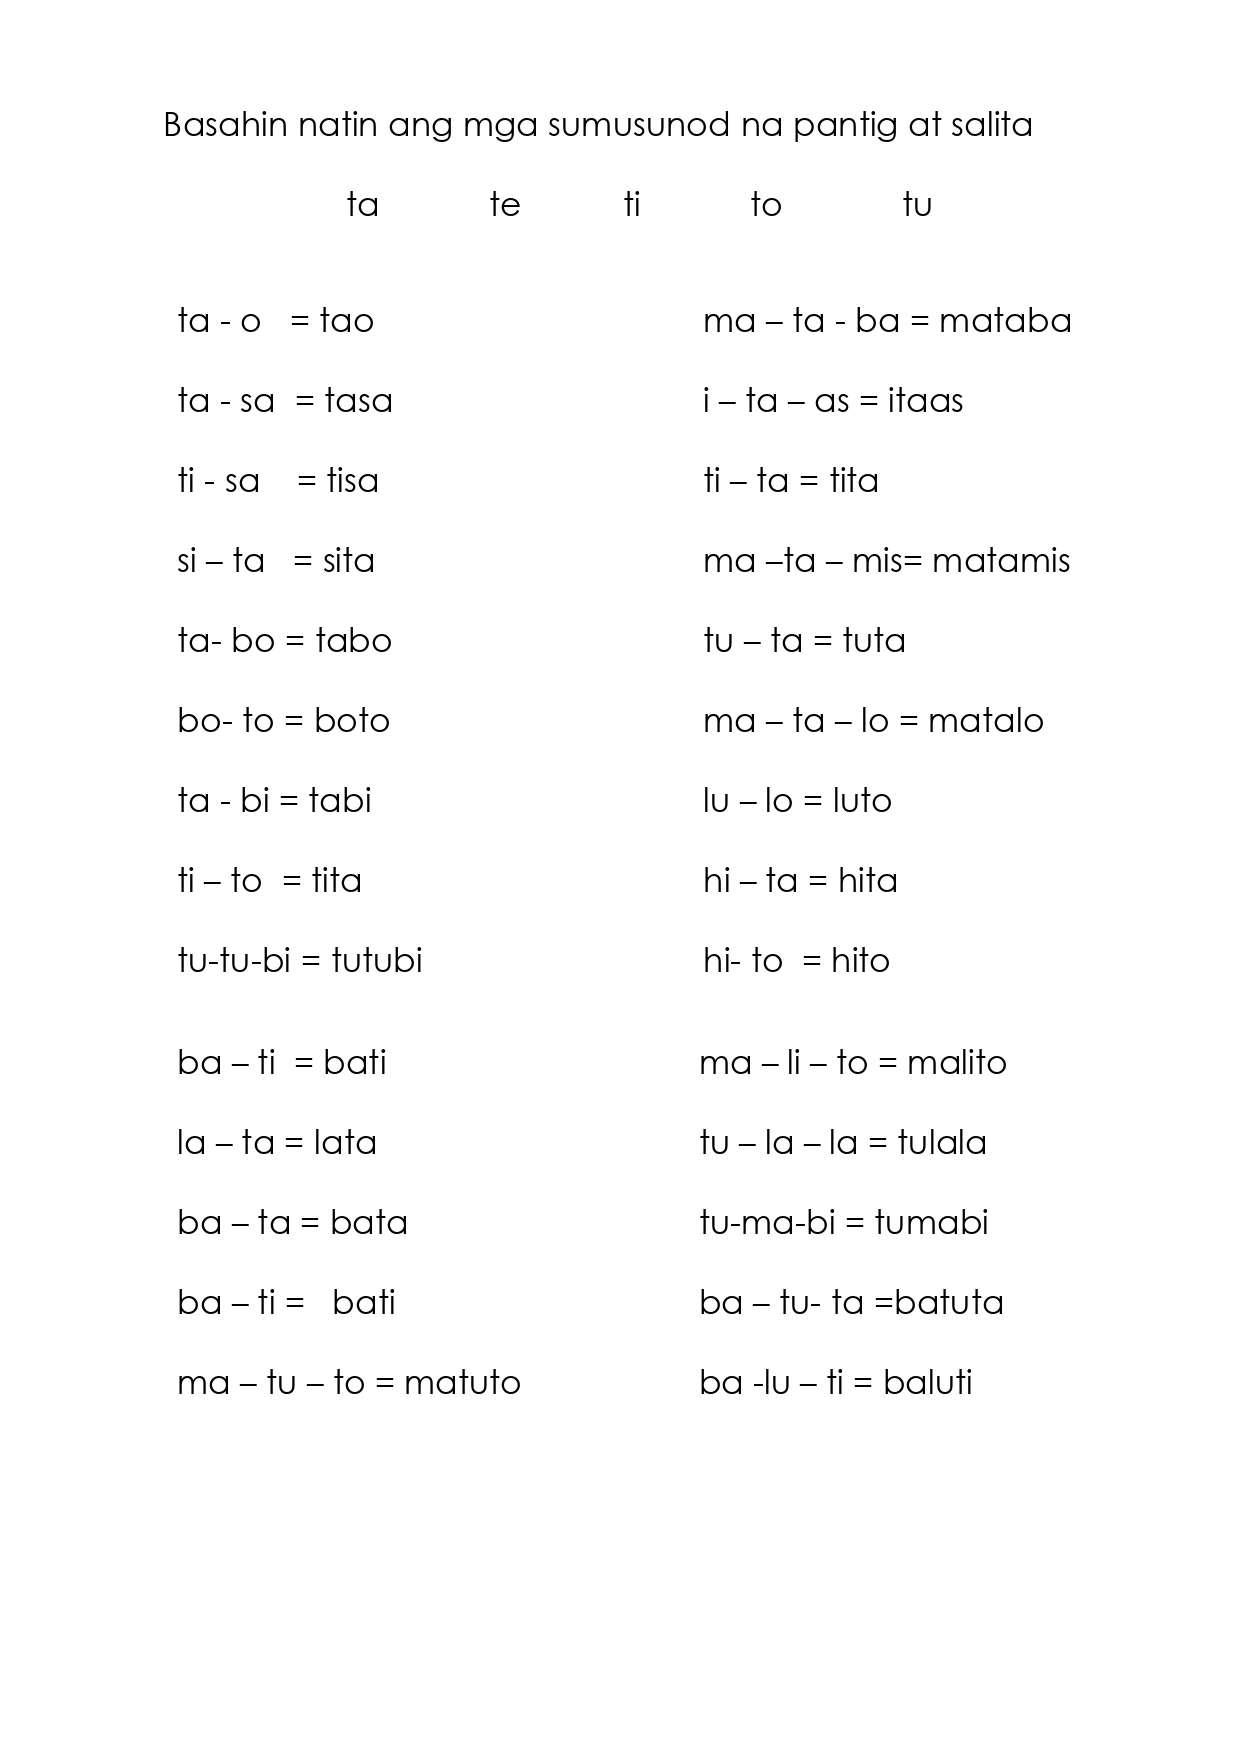 Basahin natin ang mga sumusunod na pantig at salita
ta te ti to tu
ta - o = tao
ta - sa = tasa
ti - sa = tisa
si – ta = sita
ta- bo = tabo
bo- to = boto
ta - bi = tabi
ti – to = tita
tu-tu-bi = tutubi
ba – ti = bati
la – ta = lata
ba – ta = bata
ba – ti = bati
ma – tu – to = matuto
ma – ta - ba = mataba
i – ta – as = itaas
ti – ta = tita
ma –ta – mis= matamis
tu – ta = tuta
ma – ta – lo = matalo
lu – lo = luto
hi – ta = hita
hi- to = hito
ma – li – to = malito
tu – la – la = tulala
tu-ma-bi = tumabi
ba – tu- ta =batuta
ba -lu – ti = baluti